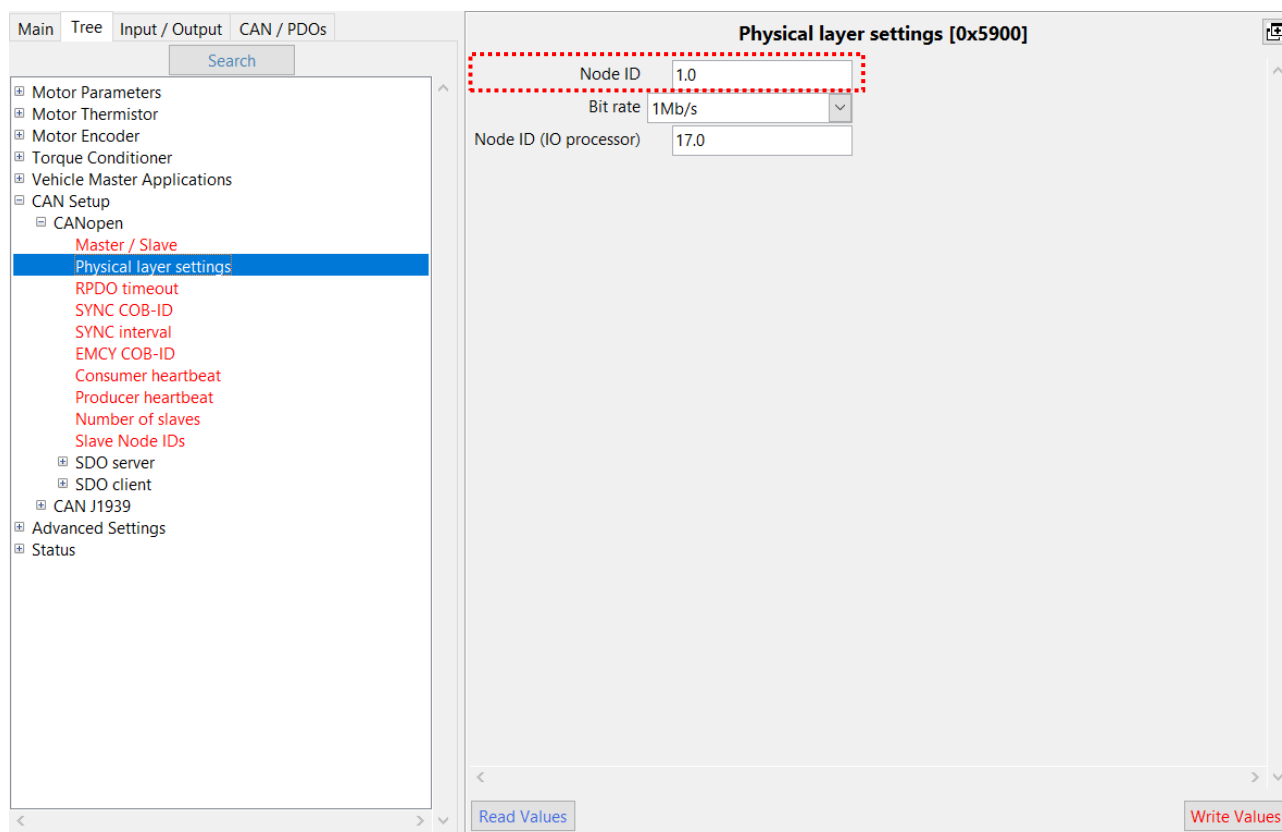 Main Tree Input / Output CAN / PDOs
Search
Motor Parameters
Motor Thermistor
Motor Encoder
Torque Conditioner
Vehicle Master Applications
CAN Setup
CANopen
Master / Slave
Physical layer settings
RPDO timeout
SYNC COB-ID
SYNC interval
EMCY COB-ID
Consumer heartbeat
Producer heartbeat
Number of slaves
Slave Node IDs
SDO server
SDO client
CAN J1939
Advanced Settings
Status
Physical layer settings [0x5900]
Node ID 1.0
Bit rate 1Mb/s
Node ID (IO processor) 17.0
Read Values Write Values